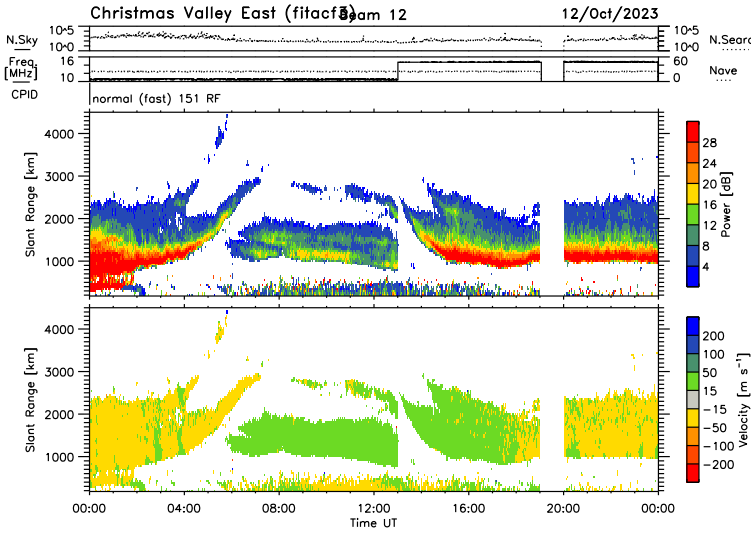 Christmas Valley East (fitacf3) Beam 12 12/Oct/2023
N.Sky 10^5 10^0 10^5 10^0 N.Search
Freq. [MHz] 16 10 60 0 Nave
CPID normal (fast) 151 RF
Slant Range [km] 4000 3000 2000 1000
Power [dB] 28 24 20 16 12 8 4
Slant Range [km] 4000 3000 2000 1000
Velocity [m s⁻¹] 200 100 50 15 -15 -50 -100 -200
00:00 04:00 08:00 12:00 16:00 20:00 00:00
Time UT